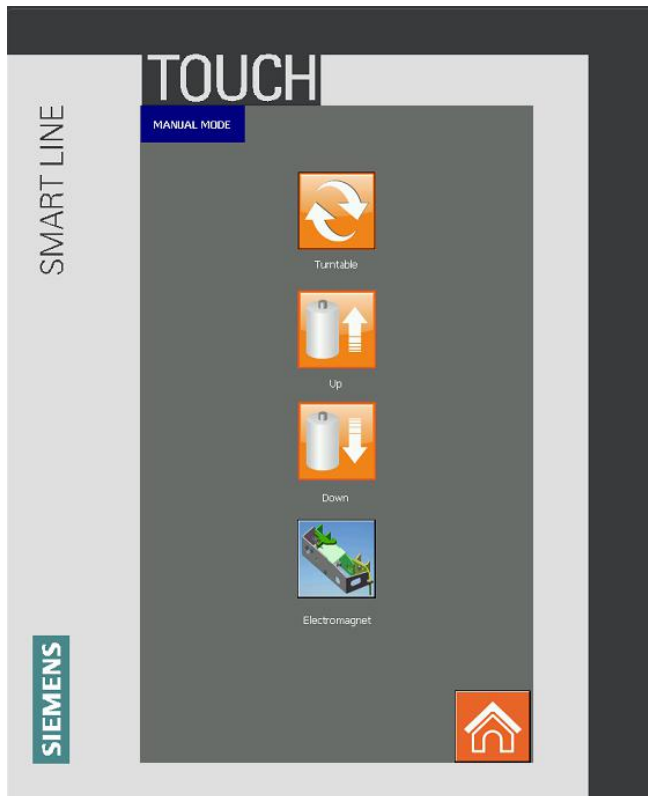 TOUCH
SMART LINE
MANUAL MODE
Turntable
Up
Down
Electromagnet
SIEMENS